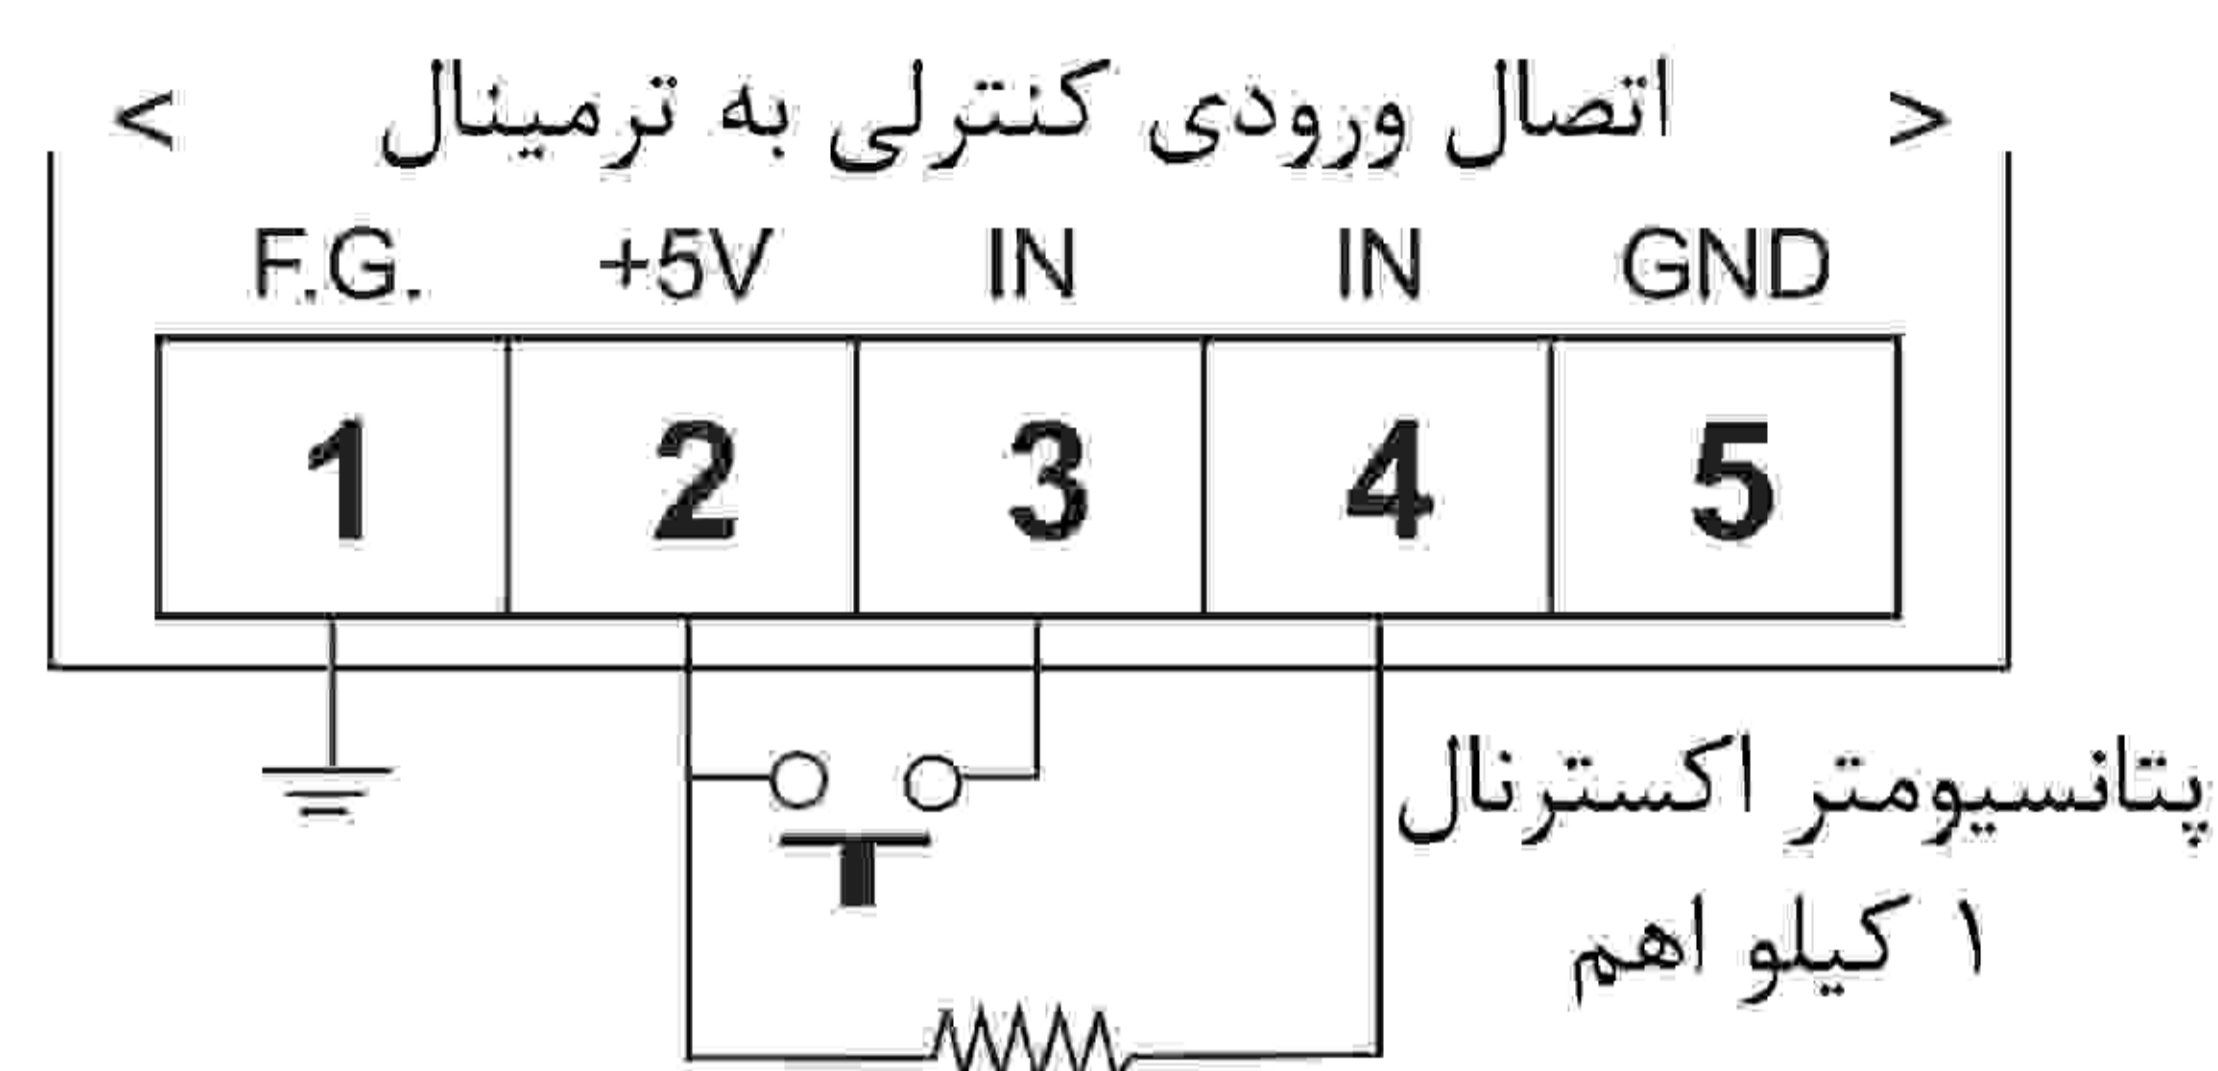 < اتصال ورودی کنترلی به ترمینال >
F.G. +5V IN IN GND
1 2 3 4 5
پتانسیومتر اکسترنال
۱ کیلو اهم